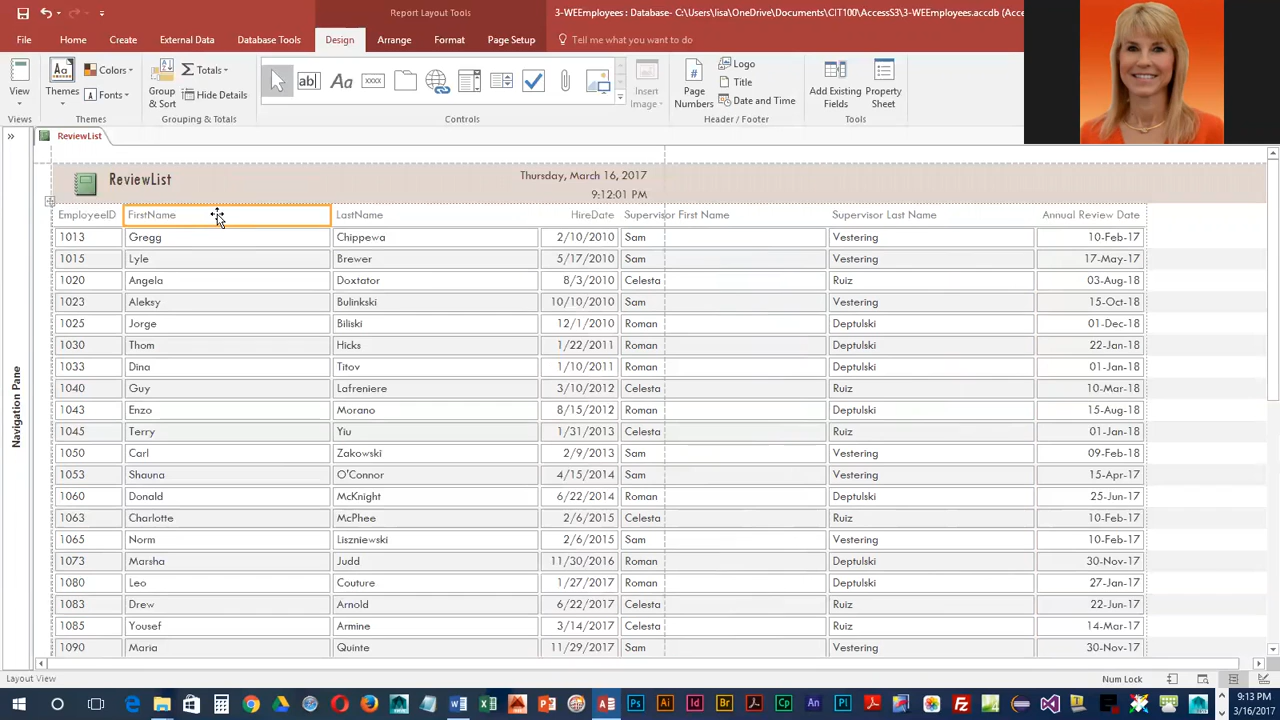 Report Layout Tools
3-WEEmployees : Database- C:\Users\lisa\OneDrive\Documents\CIT100\AccessS3\3-WEEmployees.accdb (Acce
File Home Create External Data Database Tools Design Arrange Format Page Setup Tell me what you want to do
View
Views
Themes
Colors
Fonts
Themes
Group & Sort
Totals
Hide Details
Grouping & Totals
ab|
Aa
xxxx
Controls
Insert Image
Page Numbers
Logo
Title
Date and Time
Header / Footer
Add Existing Fields
Property Sheet
Tools
»
ReviewList
Navigation Pane
ReviewList
Thursday, March 16, 2017
9:12:01 PM
EmployeeID FirstName LastName HireDate Supervisor First Name Supervisor Last Name Annual Review Date
1013 Gregg Chippewa 2/10/2010 Sam Vestering 10-Feb-17
1015 Lyle Brewer 5/17/2010 Sam Vestering 17-May-17
1020 Angela Doxtator 8/3/2010 Celesta Ruiz 03-Aug-18
1023 Aleksy Bulinkski 10/10/2010 Sam Vestering 15-Oct-18
1025 Jorge Biliski 12/1/2010 Roman Deptulski 01-Dec-18
1030 Thom Hicks 1/22/2011 Roman Deptulski 22-Jan-18
1033 Dina Titov 1/10/2011 Roman Deptulski 01-Jan-18
1040 Guy Lafreniere 3/10/2012 Celesta Ruiz 10-Mar-18
1043 Enzo Morano 8/15/2012 Roman Deptulski 15-Aug-18
1045 Terry Yiu 1/31/2013 Celesta Ruiz 01-Jan-18
1050 Carl Zakowski 2/9/2013 Sam Vestering 09-Feb-18
1053 Shauna O'Connor 4/15/2014 Sam Vestering 15-Apr-17
1060 Donald McKnight 6/22/2014 Roman Deptulski 25-Jun-17
1063 Charlotte McPhee 2/6/2015 Celesta Ruiz 10-Feb-17
1065 Norm Liszniewski 2/6/2015 Sam Vestering 10-Feb-17
1073 Marsha Judd 11/30/2016 Roman Deptulski 30-Nov-17
1080 Leo Couture 1/27/2017 Roman Deptulski 27-Jan-17
1083 Drew Arnold 6/22/2017 Celesta Ruiz 22-Jun-17
1085 Yousef Armine 3/14/2017 Celesta Ruiz 14-Mar-17
1090 Maria Quinte 11/29/2017 Sam Vestering 30-Nov-17
Layout View
Num Lock
Ps Ai Id Br Cp An Pl
9:13 PM
3/16/2017